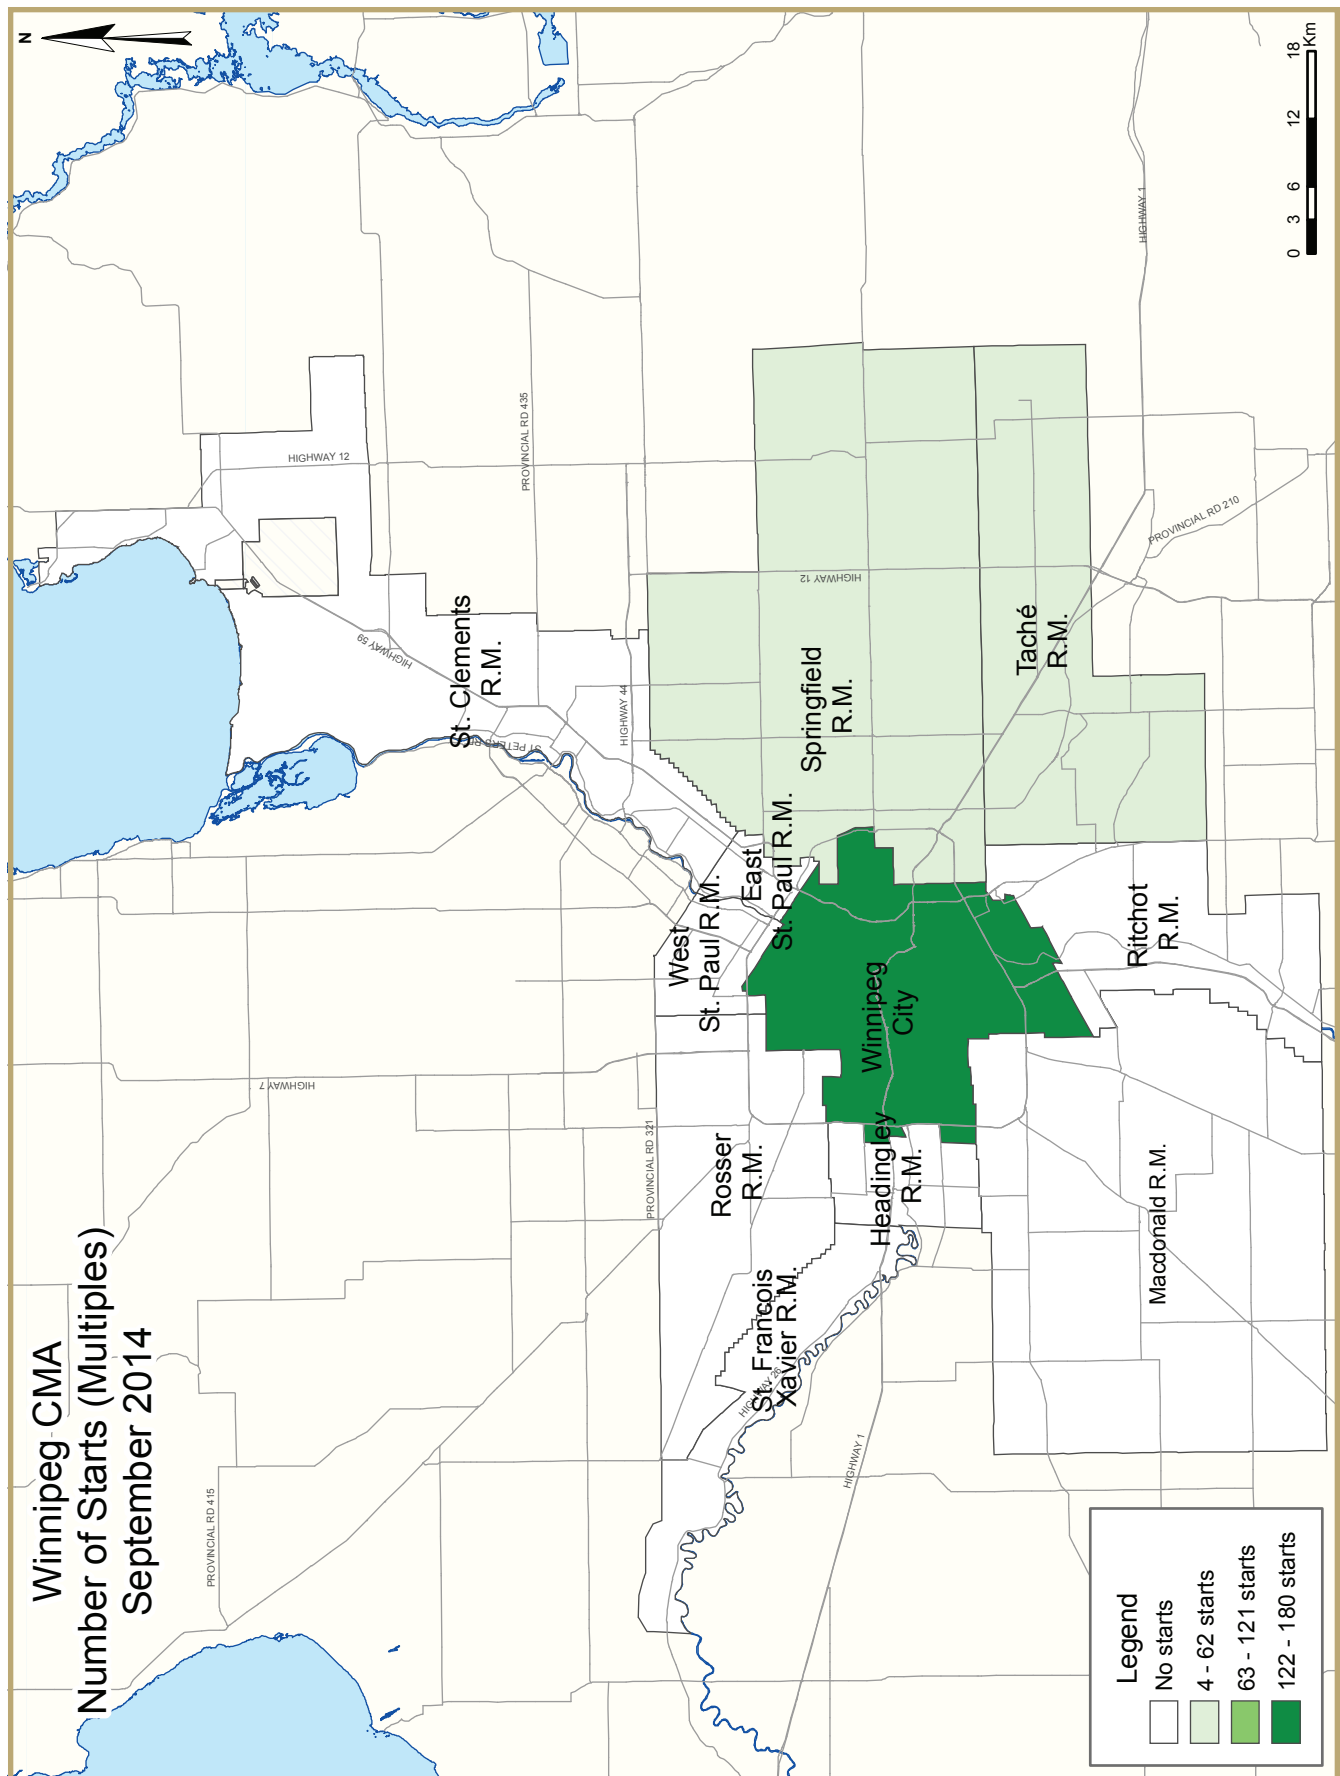 Winnipeg CMA
Number of Starts (Multiples)
September 2014
N
PROVINCIAL RD 415
HIGHWAY 7
HIGHWAY 59
HIGHWAY 12
PROVINCIAL RD 435
St. Clements
R.M.
ST PETERS RD
HIGHWAY 44
PROVINCIAL RD 321
West
St. Paul R.M.
East
St. Paul R.M.
Rosser
R.M.
St. Francois
Xavier R.M.
HIGHWAY 26
Springfield
R.M.
HIGHWAY 12
Winnipeg
City
Headingley
R.M.
HIGHWAY 1
Taché
R.M.
HIGHWAY 1
PROVINCIAL RD 210
Ritchot
R.M.
Macdonald R.M.
Legend
No starts
4 - 62 starts
63 - 121 starts
122 - 180 starts
0 3 6 12 18
Km